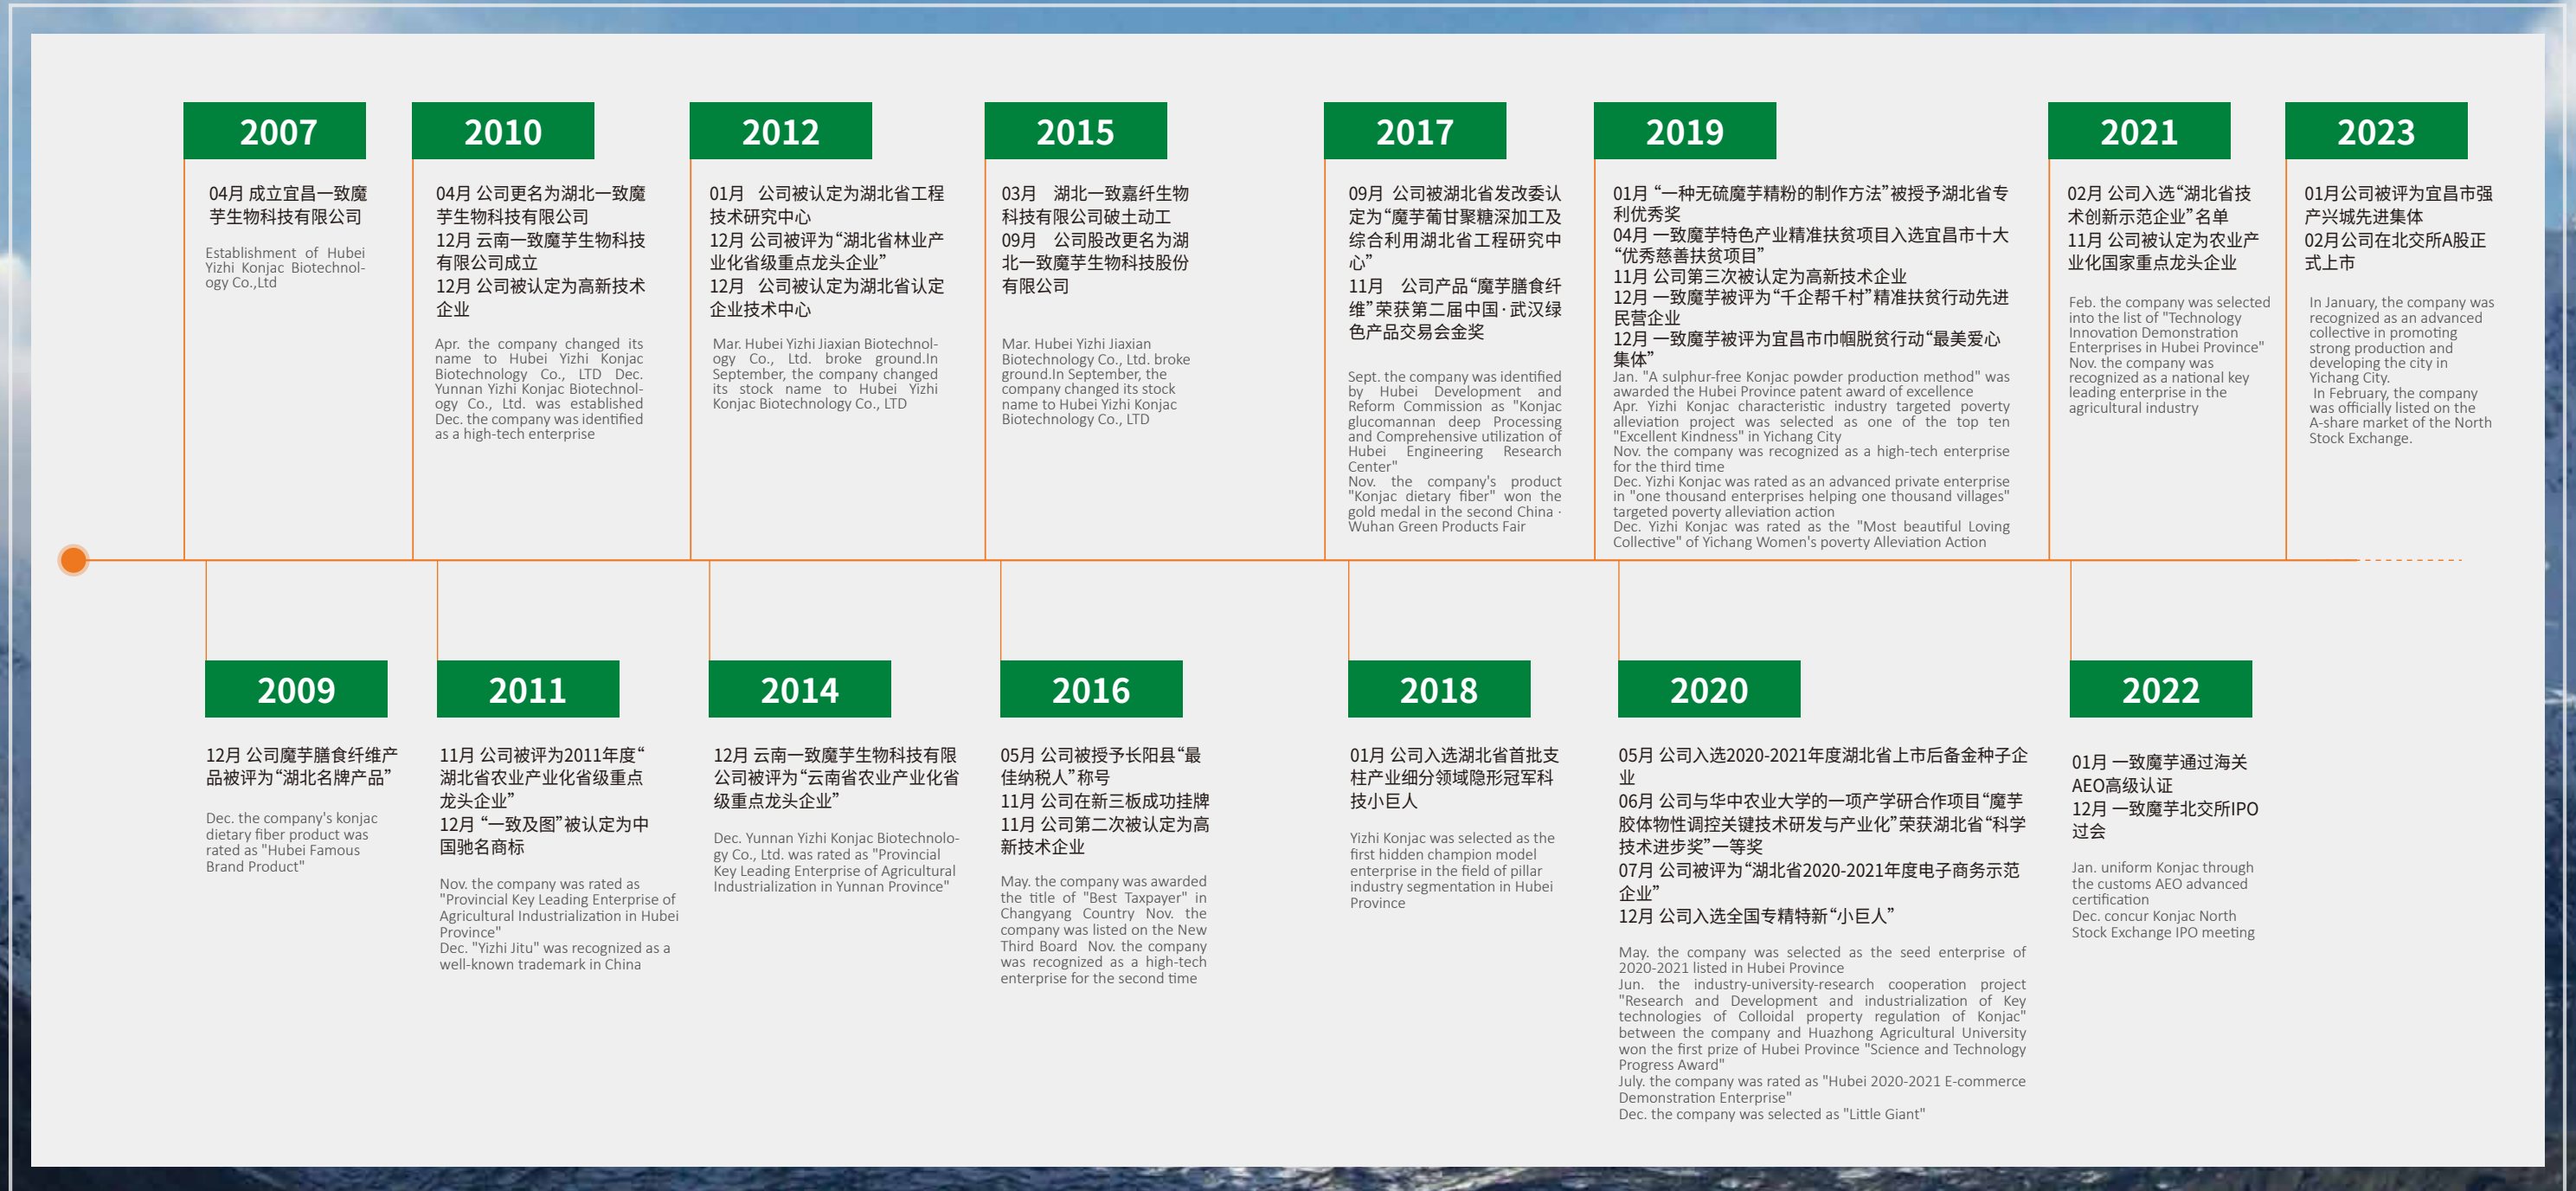 2007
04月 成立宜昌一致魔
芋生物科技有限公司
Establishment of Hubei
Yizhi Konjac Biotechnol-
ogy Co.,Ltd
2010
04月 公司更名为湖北一致魔
芋生物科技有限公司
12月 云南一致魔芋生物科技
有限公司成立
12月 公司被认定为高新技术
企业
Apr. the company changed its
name to Hubei Yizhi Konjac
Biotechnology Co., LTD Dec.
Yunnan Yizhi Konjac Biotechnol-
ogy Co., Ltd. was established
Dec. the company was identified
as a high-tech enterprise
2012
01月 公司被认定为湖北省工程
技术研究中心
12月 公司被评为“湖北省林业产
业化省级重点龙头企业”
12月 公司被认定为湖北省认定
企业技术中心
Mar. Hubei Yizhi Jiaxian Biotechnol-
ogy Co., Ltd. broke ground.In
September, the company changed
its stock name to Hubei Yizhi
Konjac Biotechnology Co., LTD
2015
03月 湖北一致嘉纤生物
科技有限公司破土动工
09月 公司股改更名为湖
北一致魔芋生物科技股份
有限公司
Mar. Hubei Yizhi Jiaxian
Biotechnology Co., Ltd. broke
ground.In September, the
company changed its stock
name to Hubei Yizhi Konjac
Biotechnology Co., LTD
2017
09月 公司被湖北省发改委认
定为“魔芋葡甘聚糖深加工及
综合利用湖北省工程研究中
心”
11月 公司产品“魔芋膳食纤
维”荣获第二届中国·武汉绿
色产品交易会金奖
Sept. the company was identified
by Hubei Development and
Reform Commission as "Konjac
glucomannan deep Processing
and Comprehensive utilization of
Hubei Engineering Research
Center"
Nov. the company's product
"Konjac dietary fiber" won the
gold medal in the second China ·
Wuhan Green Products Fair
2019
01月 “一种无硫魔芋精粉的制作方法”被授予湖北省专
利优秀奖
04月 一致魔芋特色产业精准扶贫项目入选宜昌市十大
“优秀慈善扶贫项目”
11月 公司第三次被认定为高新技术企业
12月 一致魔芋被评为“千企帮千村”精准扶贫行动先进
民营企业
12月 一致魔芋被评为宜昌市巾帼脱贫行动“最美爱心
集体”
Jan. "A sulphur-free Konjac powder production method" was
awarded the Hubei Province patent award of excellence
Apr. Yizhi Konjac characteristic industry targeted poverty
alleviation project was selected as one of the top ten
"Excellent Kindness" in Yichang City
Nov. the company was recognized as a high-tech enterprise
for the third time
Dec. Yizhi Konjac was rated as an advanced private enterprise
in "one thousand enterprises helping one thousand villages"
targeted poverty alleviation action
Dec. Yizhi Konjac was rated as the "Most beautiful Loving
Collective" of Yichang Women's poverty Alleviation Action
2021
02月 公司入选“湖北省技
术创新示范企业”名单
11月 公司被认定为农业产
业化国家重点龙头企业
Feb. the company was selected
into the list of "Technology
Innovation Demonstration
Enterprises in Hubei Province"
Nov. the company was
recognized as a national key
leading enterprise in the
agricultural industry
2023
01月公司被评为宜昌市强
产兴城先进集体
02月公司在北交所A股正
式上市
In January, the company was
recognized as an advanced
collective in promoting
strong production and
developing the city in
Yichang City.
In February, the company
was officially listed on the
A-share market of the North
Stock Exchange.
2009
12月 公司魔芋膳食纤维产
品被评为“湖北名牌产品”
Dec. the company's konjac
dietary fiber product was
rated as "Hubei Famous
Brand Product"
2011
11月 公司被评为2011年度“
湖北省农业产业化省级重点
龙头企业”
12月 “一致及图”被认定为中
国驰名商标
Nov. the company was rated as
"Provincial Key Leading Enterprise of
Agricultural Industrialization in Hubei
Province"
Dec. "Yizhi Jitu" was recognized as a
well-known trademark in China
2014
12月 云南一致魔芋生物科技有限
公司被评为“云南省农业产业化省
级重点龙头企业”
Dec. Yunnan Yizhi Konjac Biotechnolo-
gy Co., Ltd. was rated as "Provincial
Key Leading Enterprise of Agricultural
Industrialization in Yunnan Province"
2016
05月 公司被授予长阳县“最
佳纳税人”称号
11月 公司在新三板成功挂牌
11月 公司第二次被认定为高
新技术企业
May. the company was awarded
the title of "Best Taxpayer" in
Changyang Country Nov. the
company was listed on the New
Third Board Nov. the company
was recognized as a high-tech
enterprise for the second time
2018
01月 公司入选湖北省首批支
柱产业细分领域隐形冠军科
技小巨人
Yizhi Konjac was selected as the
first hidden champion model
enterprise in the field of pillar
industry segmentation in Hubei
Province
2020
05月 公司入选2020-2021年度湖北省上市后备金种子企
业
06月 公司与华中农业大学的一项产学研合作项目“魔芋
胶体物性调控关键技术研发与产业化”荣获湖北省“科学
技术进步奖”一等奖
07月 公司被评为“湖北省2020-2021年度电子商务示范
企业”
12月 公司入选全国专精特新“小巨人”
May. the company was selected as the seed enterprise of
2020-2021 listed in Hubei Province
Jun. the industry-university-research cooperation project
"Research and Development and industrialization of Key
technologies of Colloidal property regulation of Konjac"
between the company and Huazhong Agricultural University
won the first prize of Hubei Province "Science and Technology
Progress Award"
July. the company was rated as "Hubei 2020-2021 E-commerce
Demonstration Enterprise"
Dec. the company was selected as "Little Giant"
2022
01月 一致魔芋通过海关
AEO高级认证
12月 一致魔芋北交所IPO
过会
Jan. uniform Konjac through
the customs AEO advanced
certification
Dec. concur Konjac North
Stock Exchange IPO meeting